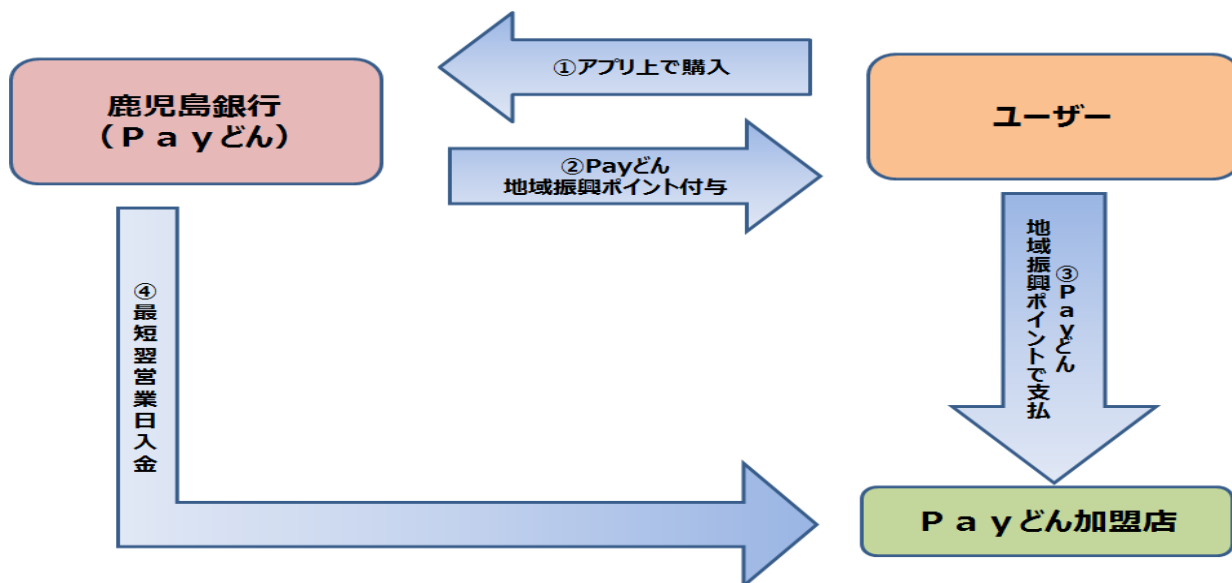 ①アプリ上で購入
鹿児島銀行
（Ｐａｙどん）
ユーザー
②Payどん
地域振興ポイント付与
③Ｐａｙどん
地域振興ポイントで支払
④最短翌営業日入金
Ｐａｙどん加盟店